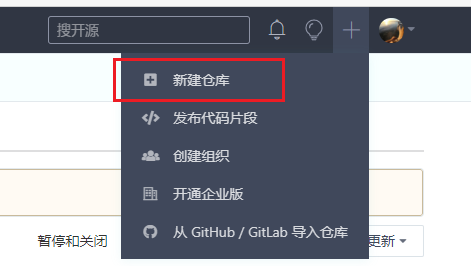 搜开源
新建仓库
发布代码片段
创建组织
开通企业版
从 GitHub / GitLab 导入仓库
暂停和关闭
更新